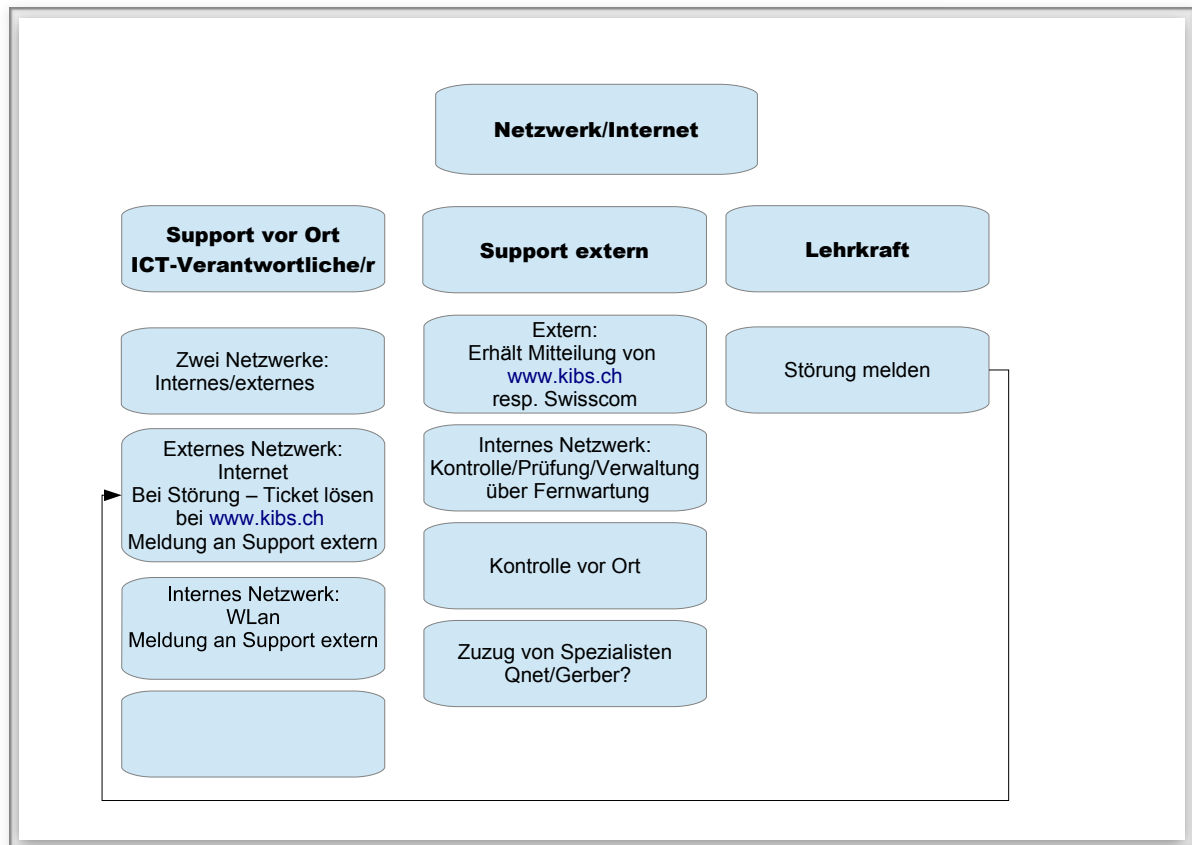 Netzwerk/Internet
Support vor Ort
ICT-Verantwortliche/r
Zwei Netzwerke:
Internes/externes
Externes Netzwerk:
Internet
Bei Störung – Ticket lösen
bei www.kibs.ch
Meldung an Support extern
Internes Netzwerk:
WLan
Meldung an Support extern
Support extern
Extern:
Erhält Mitteilung von
www.kibs.ch
resp. Swisscom
Internes Netzwerk:
Kontrolle/Prüfung/Verwaltung
über Fernwartung
Kontrolle vor Ort
Zuzug von Spezialisten
Qnet/Gerber?
Lehrkraft
Störung melden